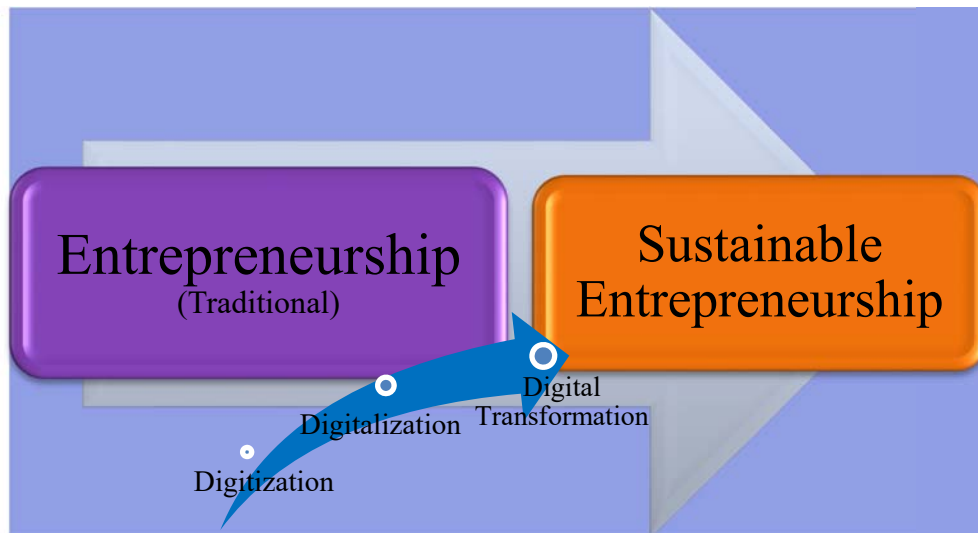 Entrepreneurship
(Traditional)
Sustainable
Entrepreneurship
Digital
Transformation
Digitalization
Digitization